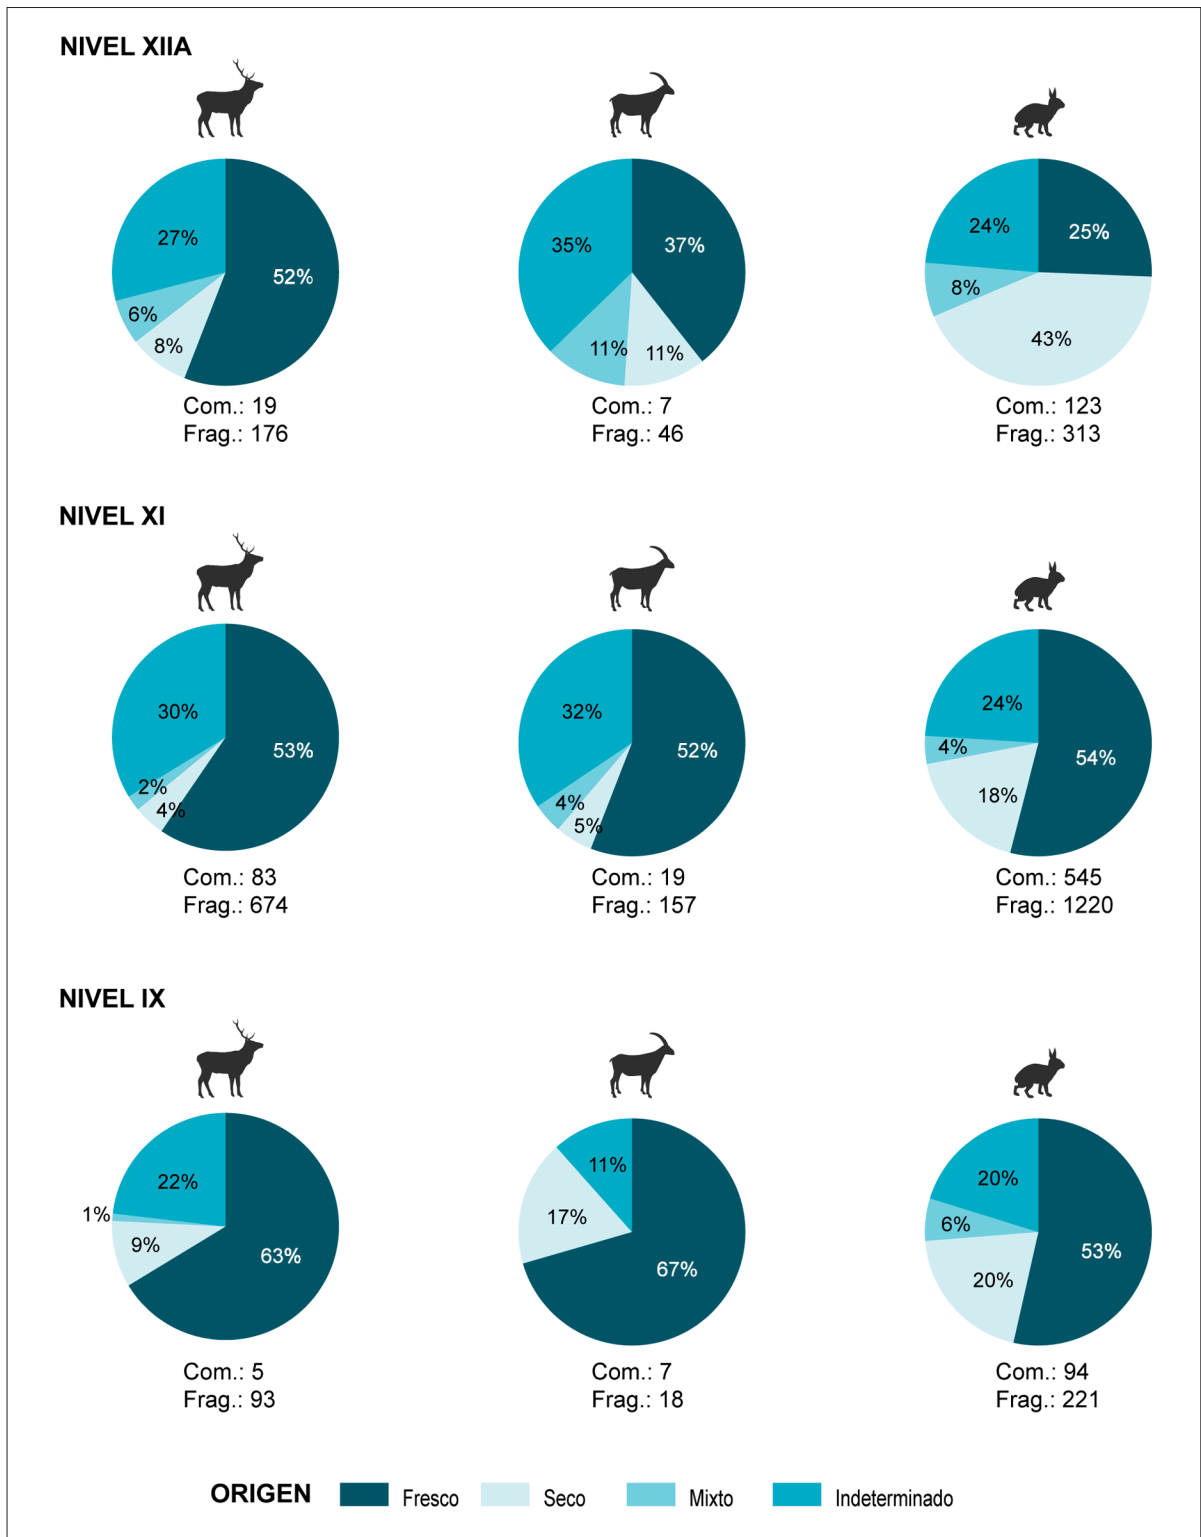 NIVEL XIIA
27%
52%
6%
8%
Com.: 19
Frag.: 176
35%
37%
11%
11%
Com.: 7
Frag.: 46
24%
25%
8%
43%
Com.: 123
Frag.: 313
NIVEL XI
30%
53%
2%
4%
Com.: 83
Frag.: 674
32%
52%
4%
5%
Com.: 19
Frag.: 157
24%
4%
54%
18%
Com.: 545
Frag.: 1220
NIVEL IX
22%
1%
9%
63%
Com.: 5
Frag.: 93
11%
17%
67%
Com.: 7
Frag.: 18
20%
6%
53%
20%
Com.: 94
Frag.: 221
ORIGEN Fresco Seco Mixto Indeterminado